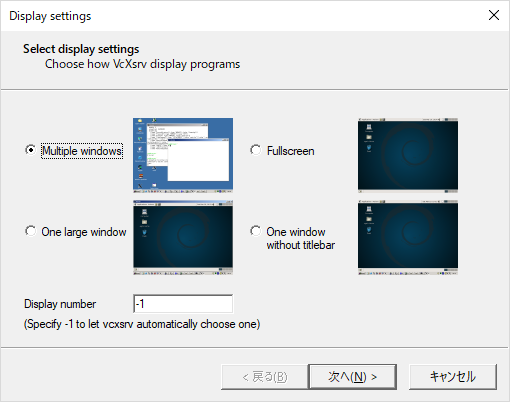 Display settings
Select display settings
Choose how VcXsrv display programs
Multiple windows
Fullscreen
One large window
One window
without titlebar
Display number
-1
(Specify -1 to let vcxsrv automatically choose one)
< 戻る(B)
次へ(N) >
キャンセル